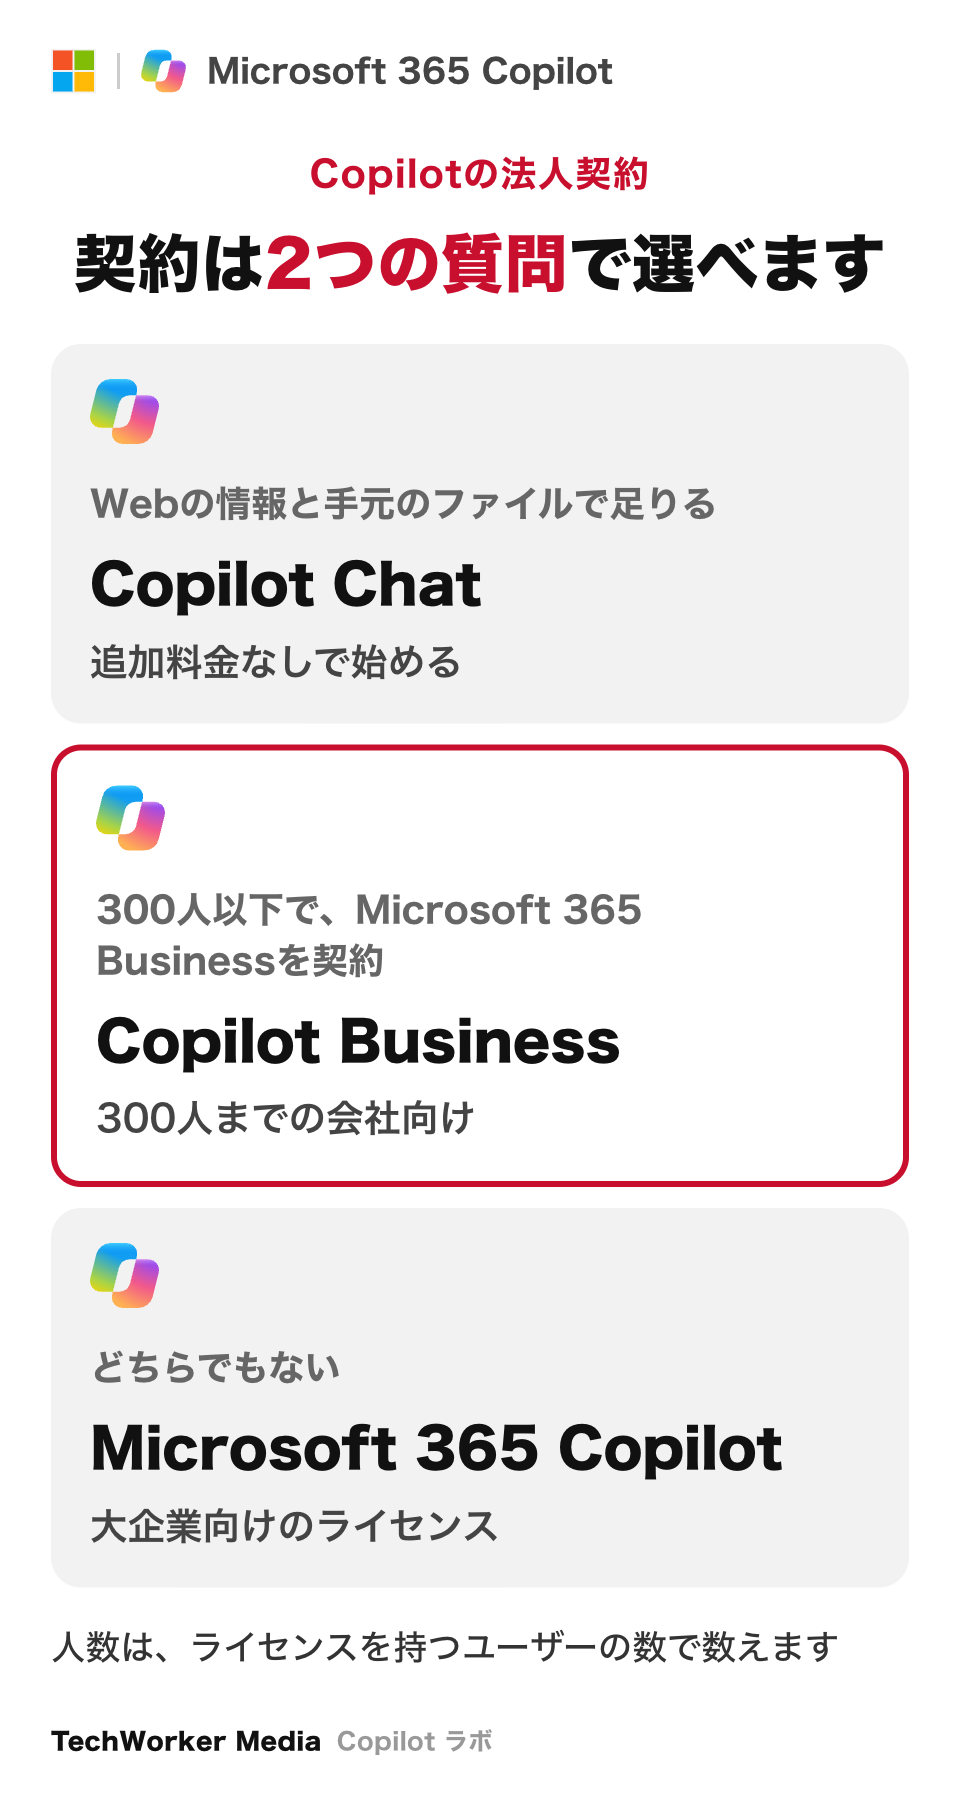 Microsoft 365 Copilot
Copilotの法人契約
契約は2つの質問で選べます
Webの情報と手元のファイルで足りる
Copilot Chat
追加料金なしで始める
300人以下で、Microsoft 365
Businessを契約
Copilot Business
300人までの会社向け
どちらでもない
Microsoft 365 Copilot
大企業向けのライセンス
人数は、ライセンスを持つユーザーの数で数えます
TechWorker Media Copilot ラボ